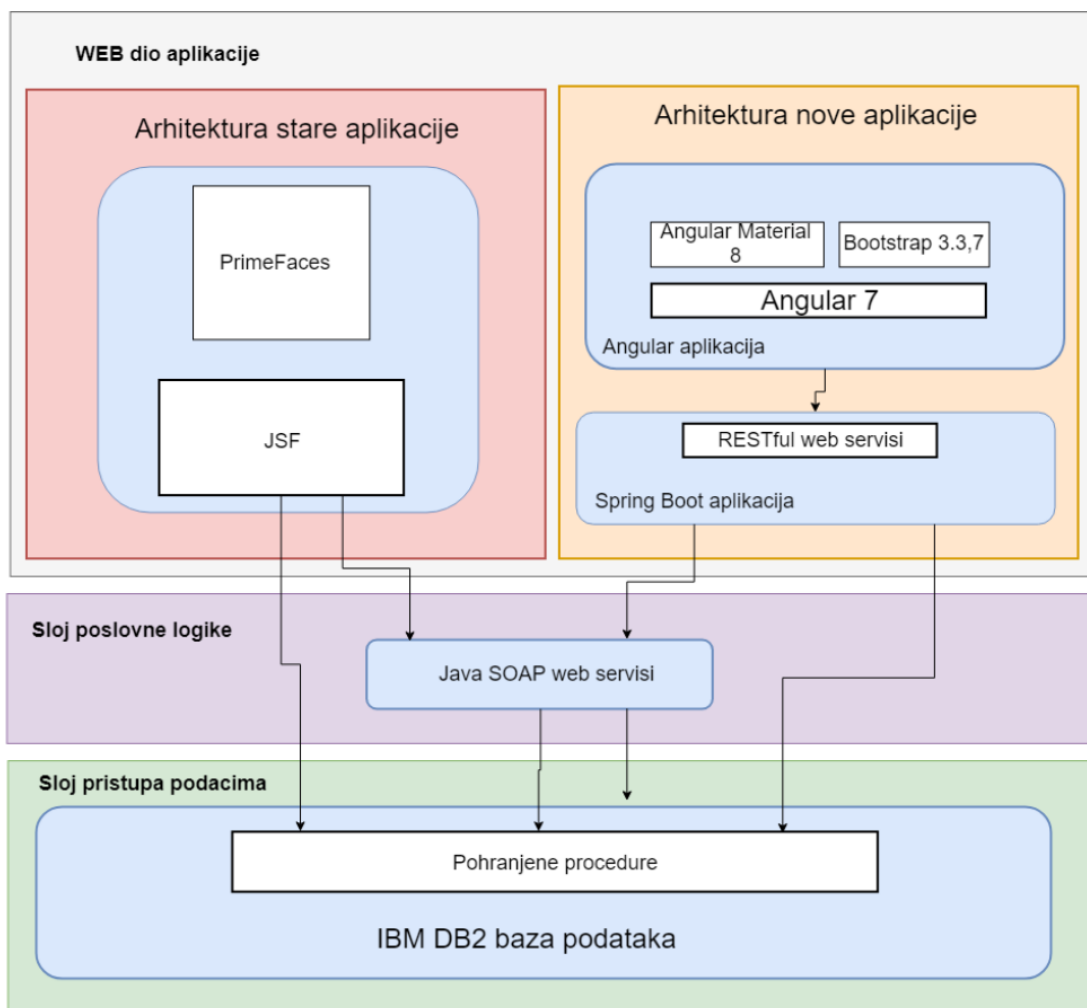 WEB dio aplikacije
Arhitektura stare aplikacije
PrimeFaces
JSF
Arhitektura nove aplikacije
Angular Material
8
Bootstrap 3.3,7
Angular 7
Angular aplikacija
RESTful web servisi
Spring Boot aplikacija
Sloj poslovne logike
Java SOAP web servisi
Sloj pristupa podacima
Pohranjene procedure
IBM DB2 baza podataka